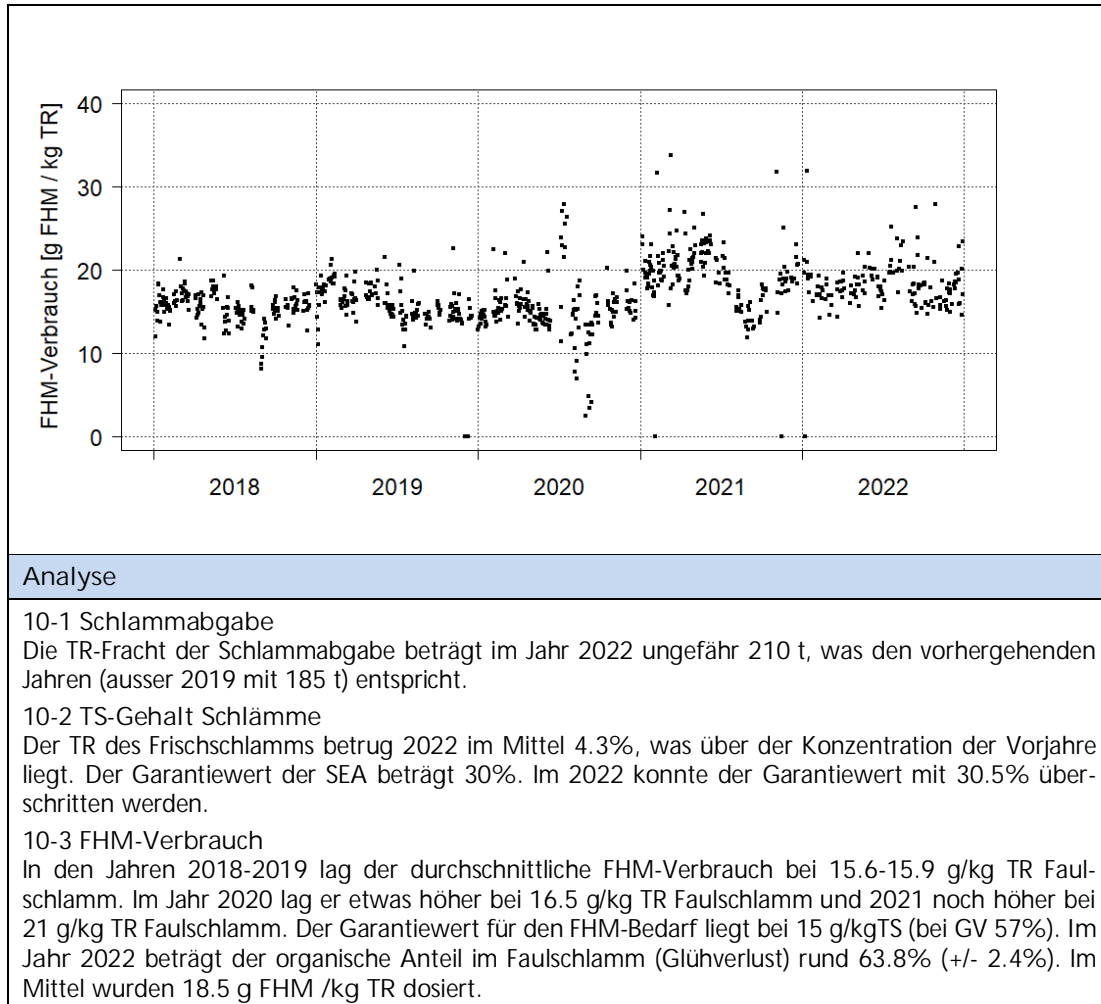 FHM-Verbrauch [g FHM / kg TR]
40
30
20
10
0
2018 2019 2020 2021 2022
Analyse
10-1 Schlammabgabe
Die TR-Fracht der Schlammabgabe beträgt im Jahr 2022 ungefähr 210 t, was den vorhergehenden
Jahren (ausser 2019 mit 185 t) entspricht.
10-2 TS-Gehalt Schlämme
Der TR des Frischschlamms betrug 2022 im Mittel 4.3%, was über der Konzentration der Vorjahre
liegt. Der Garantiewert der SEA beträgt 30%. Im 2022 konnte der Garantiewert mit 30.5% über-
schritten werden.
10-3 FHM-Verbrauch
In den Jahren 2018-2019 lag der durchschnittliche FHM-Verbrauch bei 15.6-15.9 g/kg TR Faul-
schlamm. Im Jahr 2020 lag er etwas höher bei 16.5 g/kg TR Faulschlamm und 2021 noch höher bei
21 g/kg TR Faulschlamm. Der Garantiewert für den FHM-Bedarf liegt bei 15 g/kgTS (bei GV 57%). Im
Jahr 2022 beträgt der organische Anteil im Faulschlamm (Glühverlust) rund 63.8% (+/- 2.4%). Im
Mittel wurden 18.5 g FHM /kg TR dosiert.